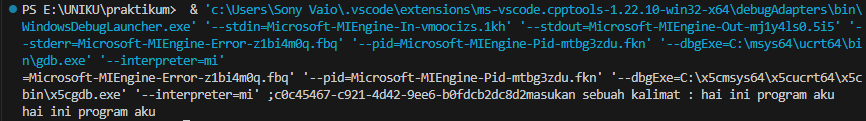 PS E:\UNIKU\praktikum>  & 'c:\Users\Sony Vaio\.vscode\extensions\ms-vscode.cpptools-1.22.10-win32-x64\debugAdapters\bin\
WindowsDebugLauncher.exe' '--stdin=Microsoft-MIEngine-In-vmoocizs.1kh' '--stdout=Microsoft-MIEngine-Out-mj1y4ls0.5i5' '-
-stderr=Microsoft-MIEngine-Error-z1bi4m0q.fbq' '--pid=Microsoft-MIEngine-Pid-mtbg3zdu.fkn' '--dbgExe=C:\msys64\ucrt64\bi
n\gdb.exe' '--interpreter=mi'
=Microsoft-MIEngine-Error-z1bi4m0q.fbq' '--pid=Microsoft-MIEngine-Pid-mtbg3zdu.fkn' '--dbgExe=C:\x5cmsys64\x5cucrt64\x5c
bin\x5cgdb.exe' '--interpreter=mi' ;c0c45467-c921-4d42-9ee6-b0fdcb2dc8d2masukan sebuah kalimat : hai ini program aku
hai ini program aku